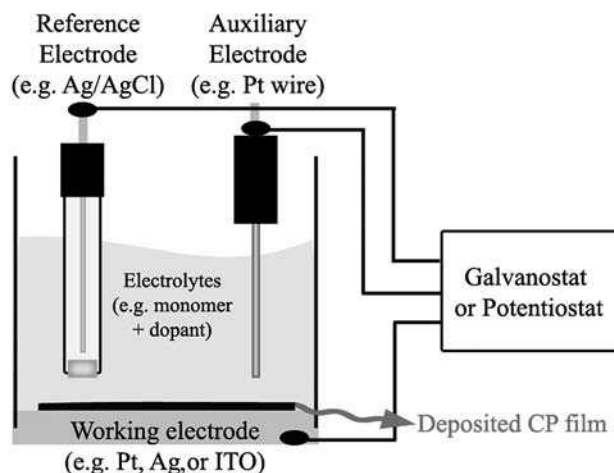 Reference
Electrode
(e.g. Ag/AgCl)
Auxiliary
Electrode
(e.g. Pt wire)
Electrolytes
(e.g. monomer
+ dopant)
Galvanostat
or Potentiostat
Deposited CP film
Working electrode
(e.g. Pt, Ag,or ITO)